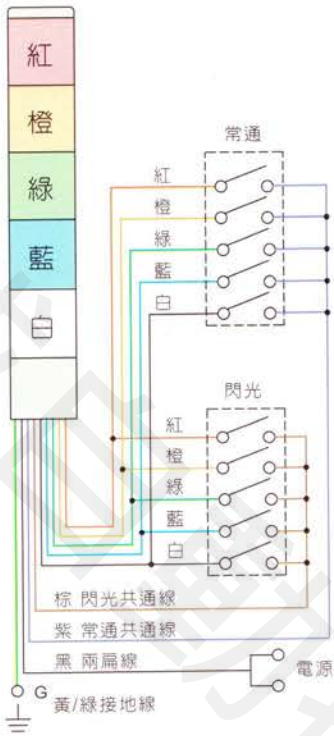 紅
橙
綠
藍
白
常通
紅
橙
綠
藍
白
閃光
紅
橙
綠
藍
白
棕 閃光共通線
紫 常通共通線
黑 兩扁線
電源
G
黃/綠接地線